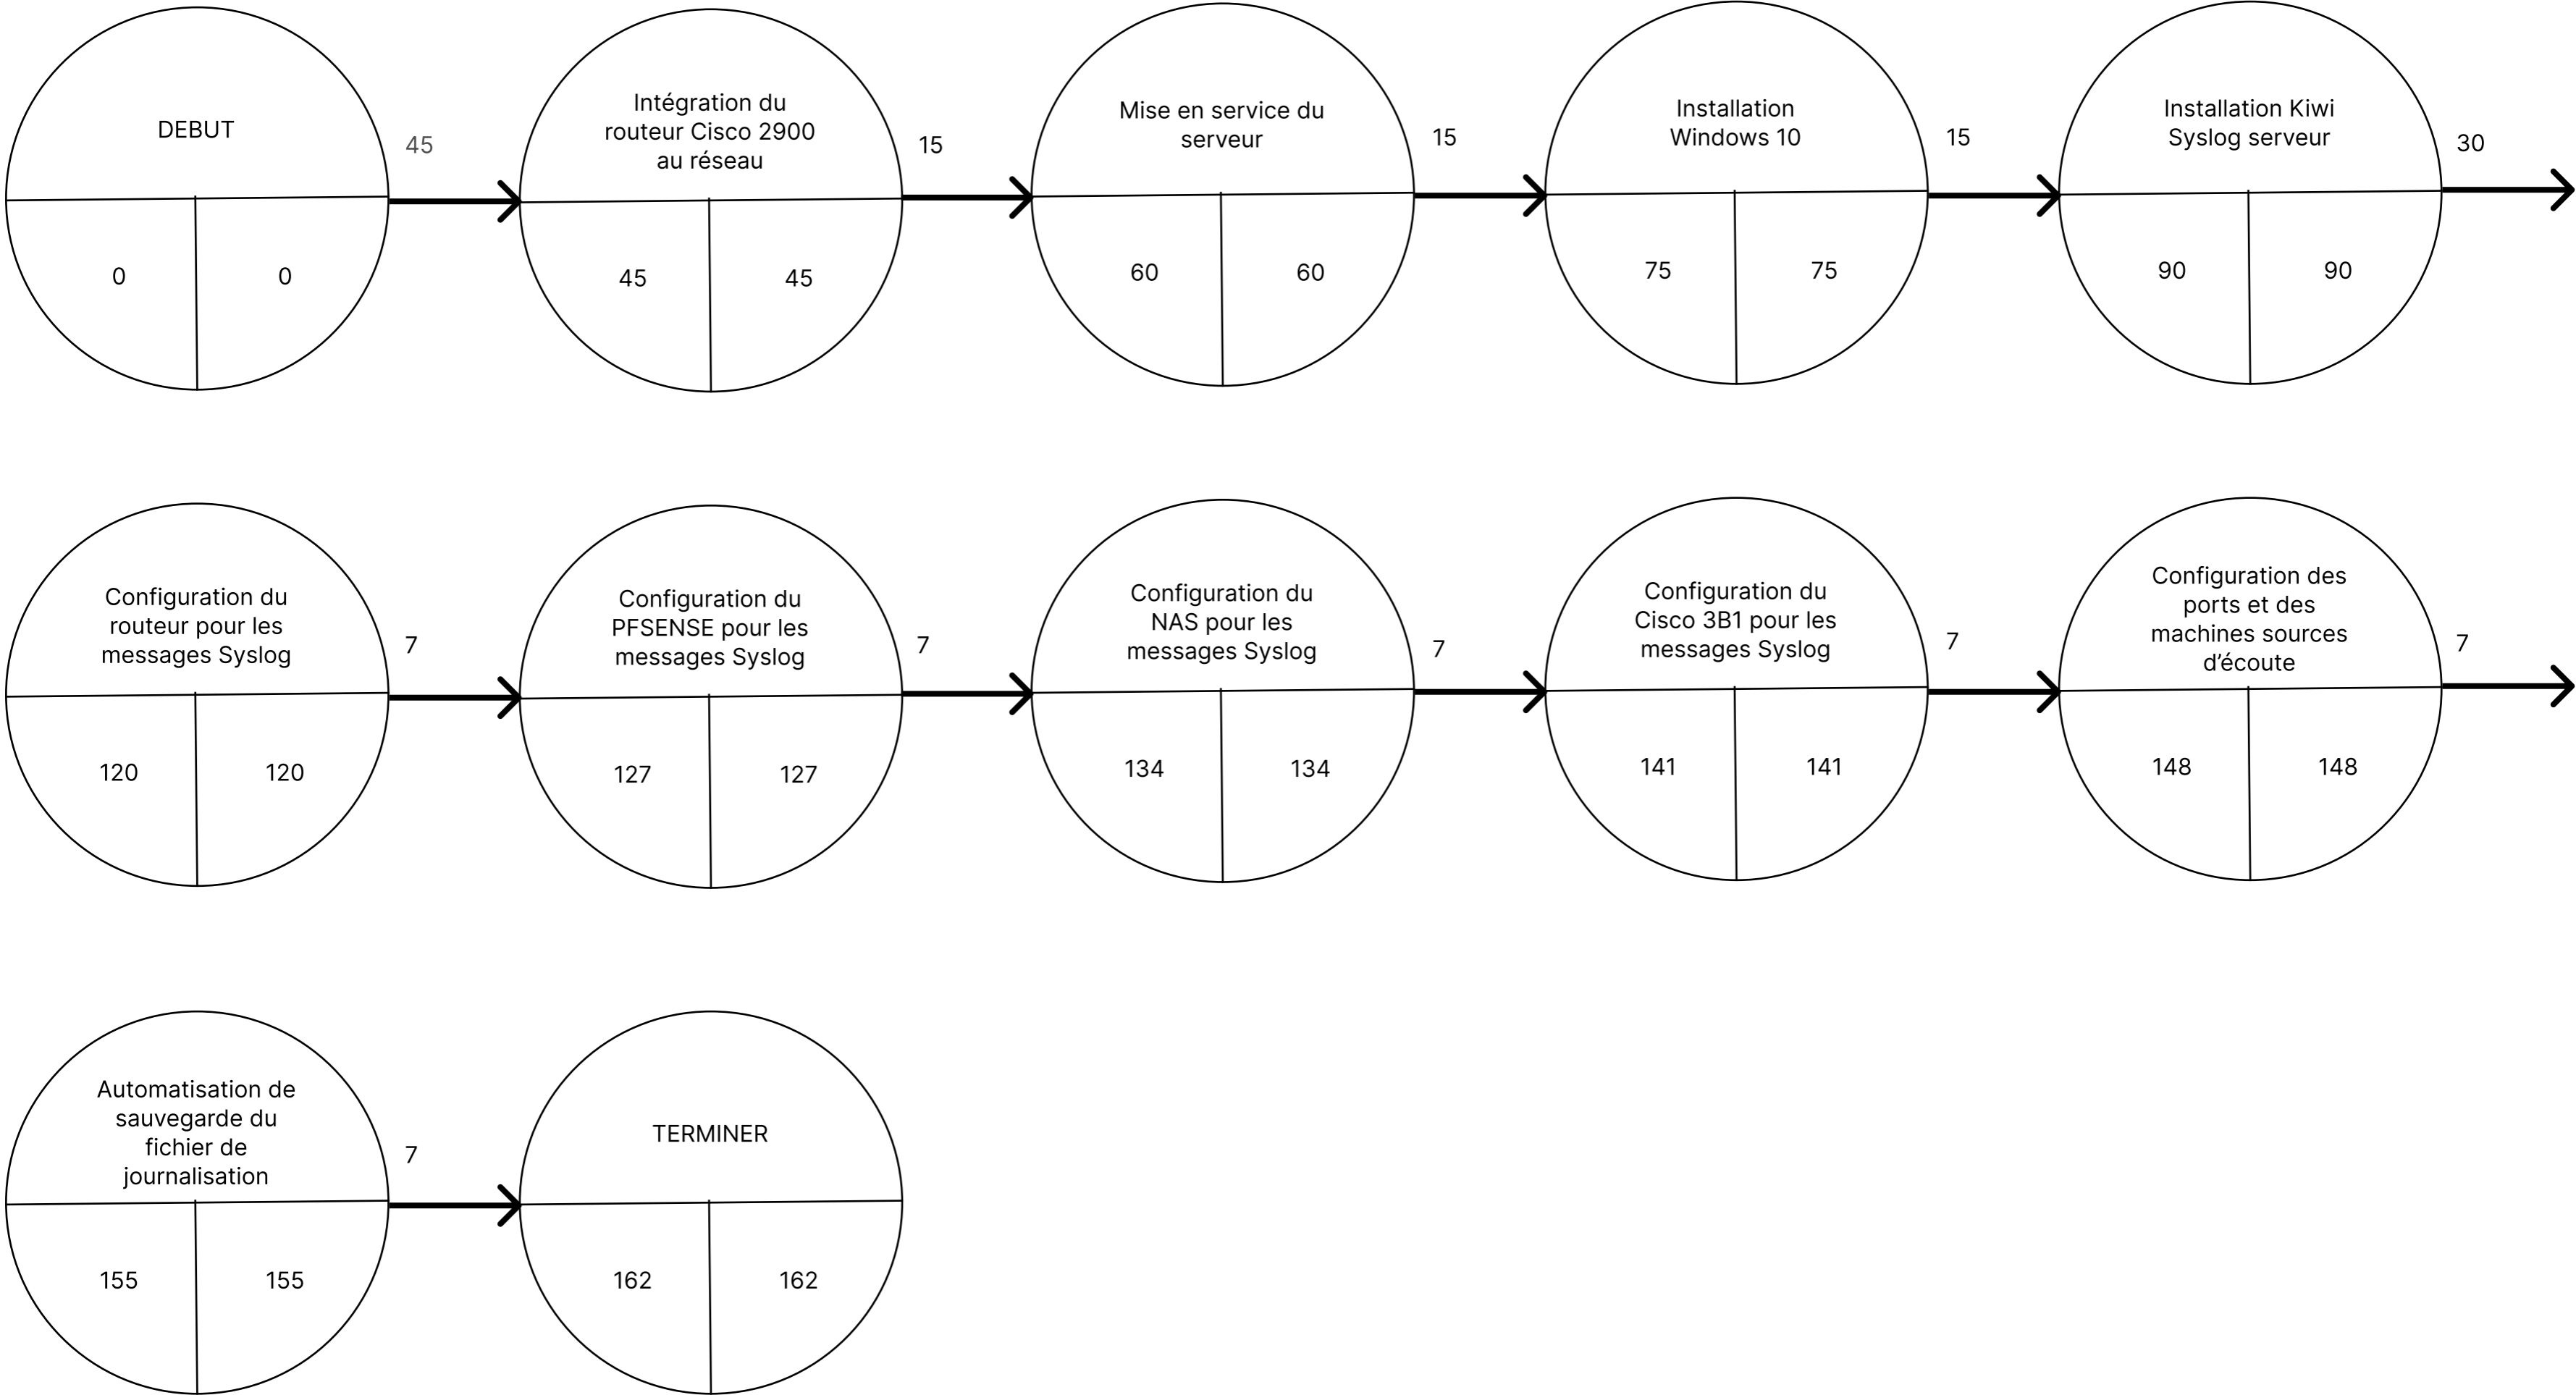 DEBUT
45
0
0
Intégration du
routeur Cisco 2900
au réseau
15
45
45
Mise en service du
serveur
15
60
60
Installation
Windows 10
15
75
75
Installation Kiwi
Syslog serveur
30
90
90
Configuration du
routeur pour les
messages Syslog
7
120
120
Configuration du
PFSENSE pour les
messages Syslog
7
127
127
Configuration du
NAS pour les
messages Syslog
7
134
134
Configuration du
Cisco 3B1 pour les
messages Syslog
7
141
141
Configuration des
ports et des
machines sources
d’écoute
7
148
148
Automatisation de
sauvegarde du
fichier de
journalisation
7
155
155
TERMINER
162
162